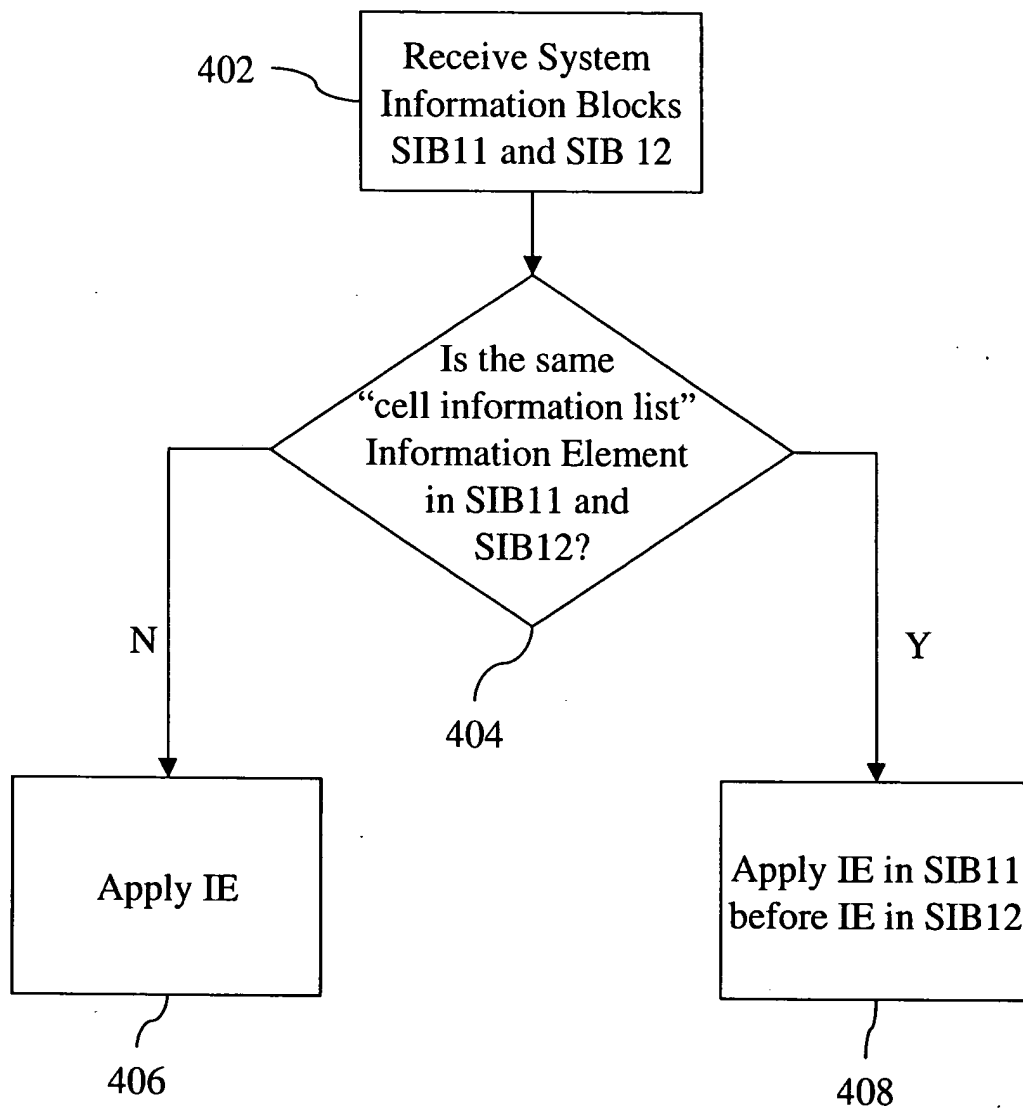 402
Receive System
Information Blocks
SIB11 and SIB 12
Is the same
“cell information list”
Information Element
in SIB11 and
SIB12?
N
Y
404
Apply IE
Apply IE in SIB11
before IE in SIB12
406
408